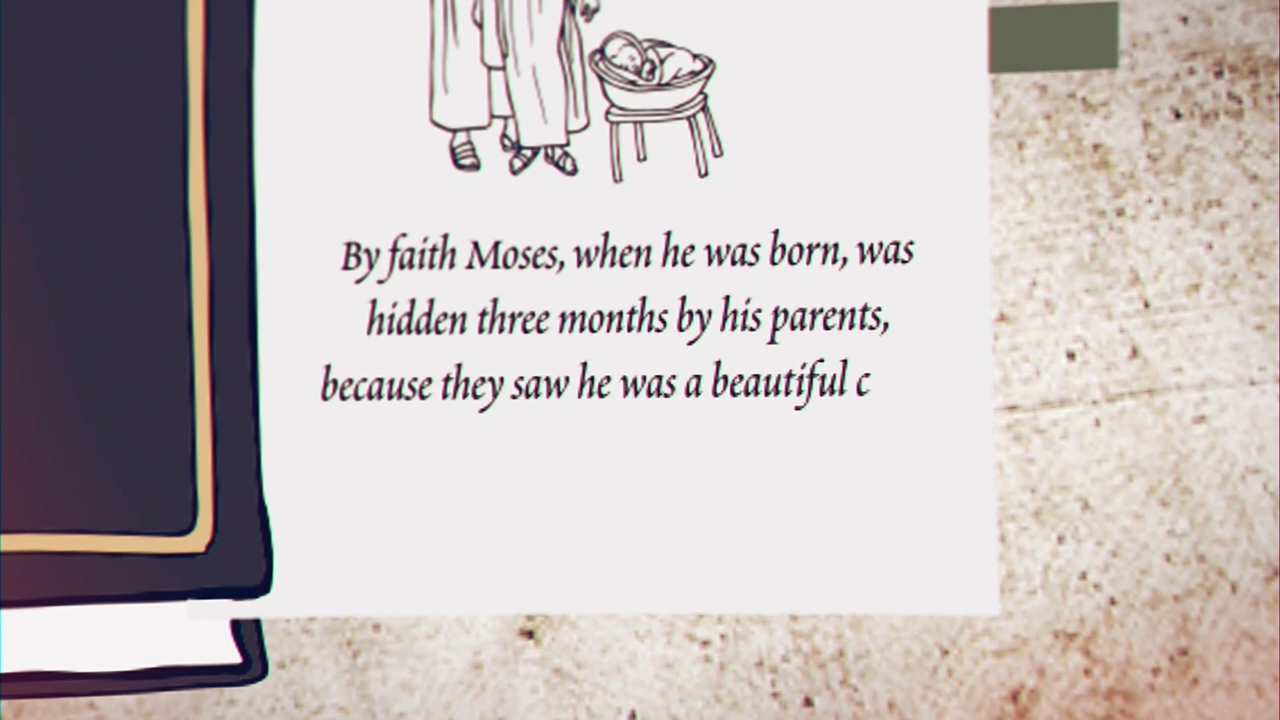 By faith Moses, when he was born, was
hidden three months by his parents,
because they saw he was a beautiful c